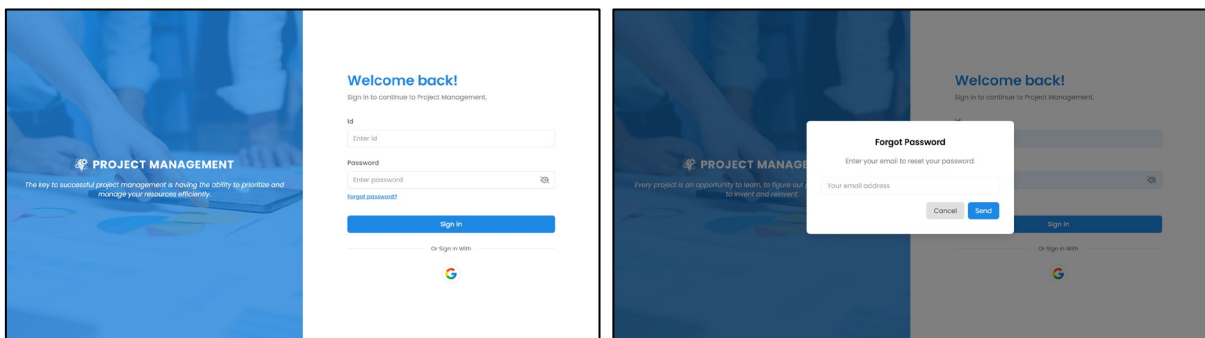 Welcome back!
Sign in to continue to Project Management.
Id
Enter id
PROJECT MANAGEMENT
The key to successful project management is having the ability to prioritize and
manage your resources efficiently.
Password
Enter password
Forgot password?
Sign in
Or Sign in With
Welcome back!
Sign in to continue to Project Management.
PROJECT MANAGE
Every project is an opportunity to learn, to figure out
to invent and reinvent.
Forgot Password
Enter your email to reset your password.
Your email address
Cancel
Send
Sign in
Or Sign in With